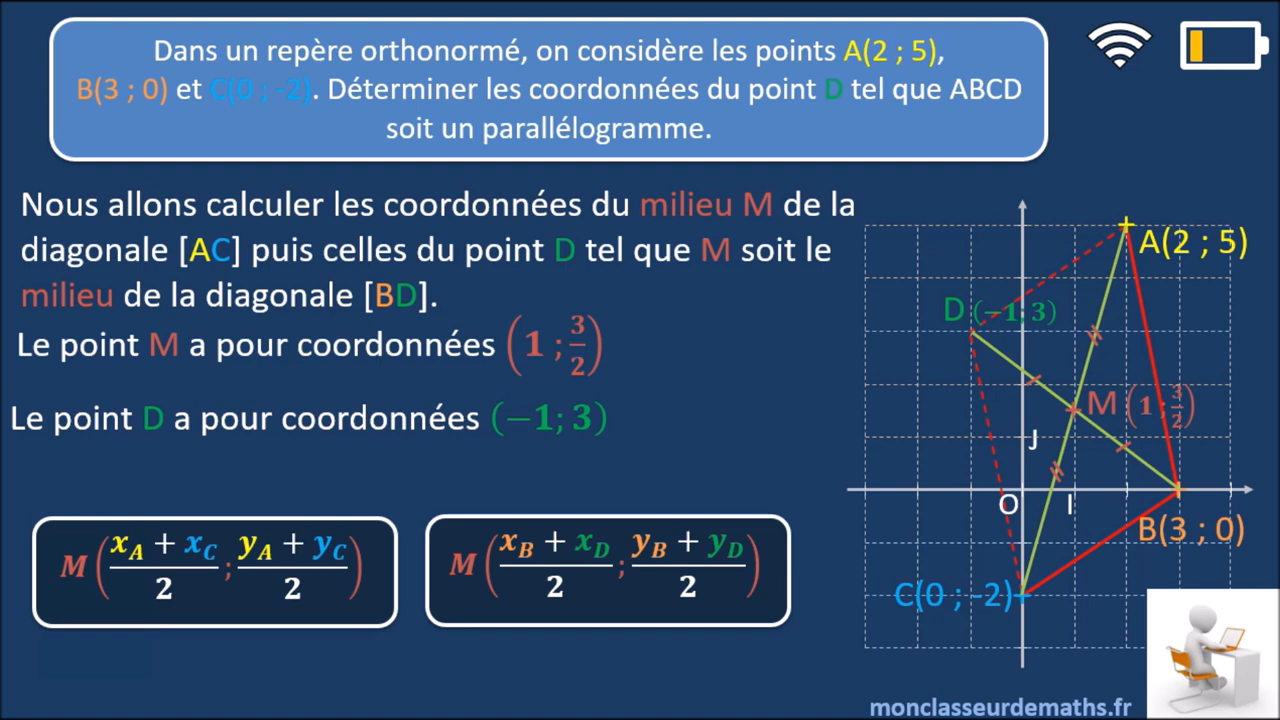 Dans un repère orthonormé, on considère les points A(2 ; 5),
B(3 ; 0) et C(0 ; -2). Déterminer les coordonnées du point D tel que ABCD
soit un parallélogramme.
Nous allons calculer les coordonnées du milieu M de la
diagonale [AC] puis celles du point D tel que M soit le
milieu de la diagonale [BD].
Le point M a pour coordonnées (1 ; 3/2)
Le point D a pour coordonnées (−1; 3)
M ((x_A + x_C)/2 ; (y_A + y_C)/2)
M ((x_B + x_D)/2 ; (y_B + y_D)/2)
A(2 ; 5)
D (−1; 3)
M (1 ; 3/2)
J
O
I
B(3 ; 0)
C(0 ; -2)
monclasseurdemaths.fr